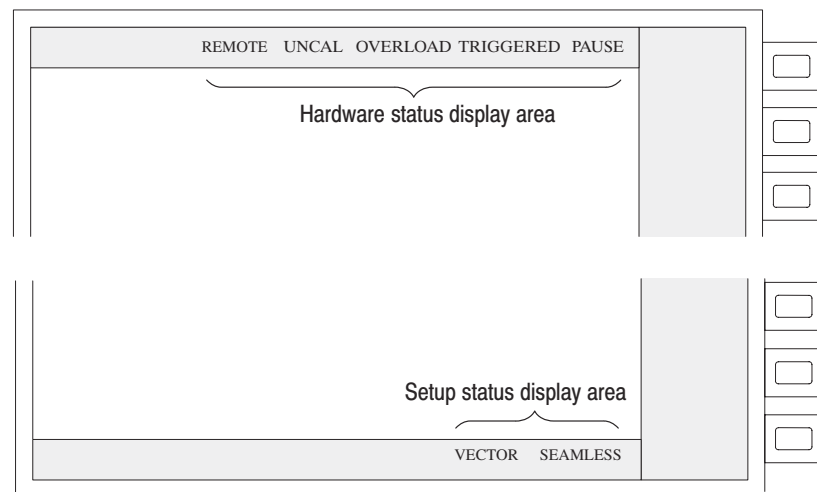 REMOTE UNCAL OVERLOAD TRIGGERED PAUSE
Hardware status display area
Setup status display area
VECTOR SEAMLESS